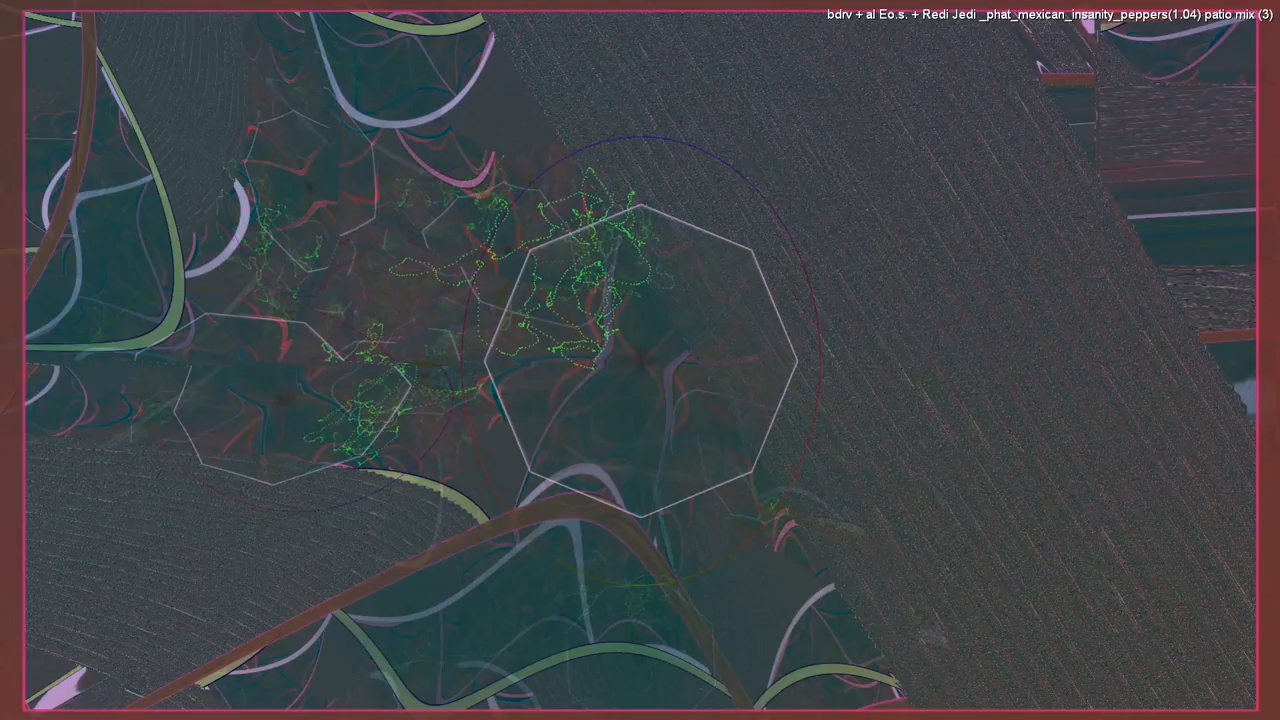 bdrv + al Eo.s. + Redi Jedi _phat_mexican_insanity_peppers(1.04) patio mix (3)